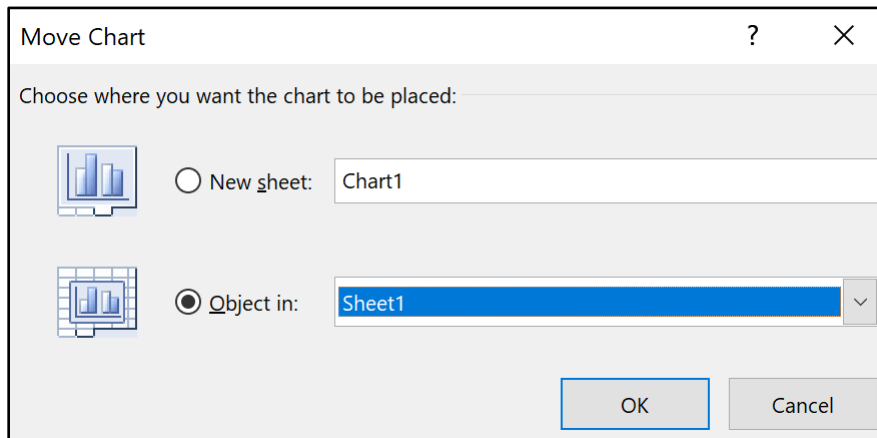 Move Chart ?
Choose where you want the chart to be placed:
New sheet: Chart1
Object in: Sheet1
OK Cancel